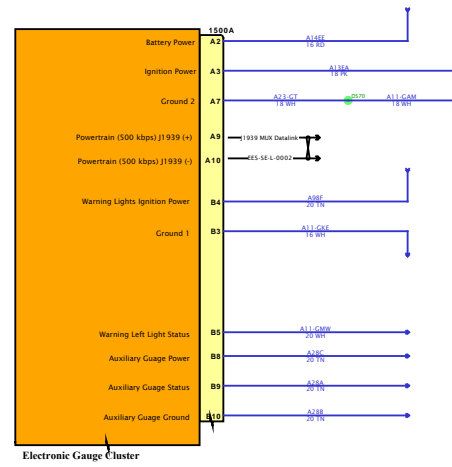 1500A
Battery Power A2 A14EE
16 RD
Ignition Power A3 A13EA
18 PK
Ground 2 A7 A23-GT DS70 A11-GAM
18 WH 18 WH
Powertrain (500 kbps) J1939 (+) A9 J1939 MUX Datalink
Powertrain (500 kbps) J1939 (-) A10 EES-SE-L-0002
Warning Lights Ignition Power B4 A98F
20 TN
Ground 1 B3 A11-GKE
16 WH
Warning Left Light Status B5 A11-GMW
20 WH
Auxiliary Guage Power B8 A28C
20 TN
Auxiliary Guage Status B9 A28A
20 TN
Auxiliary Guage Ground B10 A28B
20 TN
Electronic Gauge Cluster